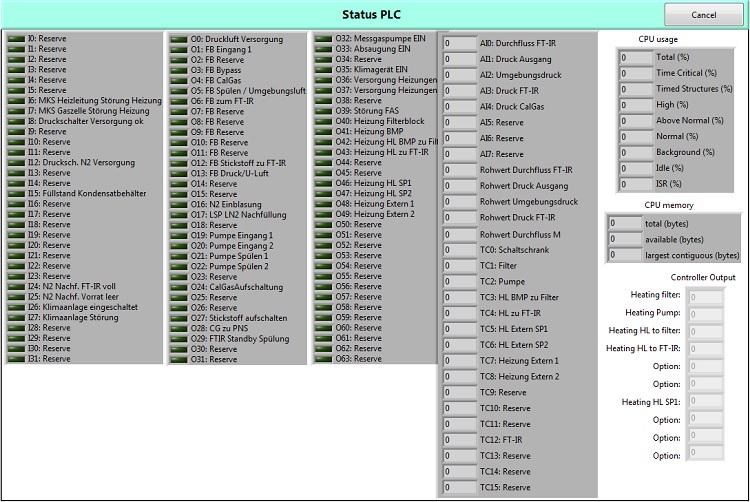 Status PLC
Cancel
I0: Reserve
I1: Reserve
I2: Reserve
I3: Reserve
I4: Reserve
I5: Reserve
I6: MKS Heizleitung Störung Heizung
I7: MKS Gaszelle Störung Heizung
I8: Druckschalter Versorgung ok
I9: Reserve
I10: Reserve
I11: Reserve
I12: Drucksch. N2 Versorgung
I13: Reserve
I14: Reserve
I15: Füllstand Kondensatbehälter
I16: Reserve
I17: Reserve
I18: Reserve
I19: Reserve
I20: Reserve
I21: Reserve
I22: Reserve
I23: Reserve
I24: N2 Nachf. FT-IR voll
I25: N2 Nachf. Vorrat leer
I26: Klimaanlage eingeschaltet
I27: Klimaanlage Störung
I28: Reserve
I29: Reserve
I30: Reserve
I31: Reserve
O0: Druckluft Versorgung
O1: FB Eingang 1
O2: FB Reserve
O3: FB Bypass
O4: FB CalGas
O5: FB Spülen / Umgebungsluft
O6: FB zum FT-IR
O7: FB Reserve
O8: FB Reserve
O9: FB Reserve
O10: FB Reserve
O11: FB Reserve
O12: FB Stickstoff zu FT-IR
O13: FB Druck/U-Luft
O14: Reserve
O15: Reserve
O16: N2 Einblasung
O17: LSP LN2 Nachfüllung
O18: Reserve
O19: Pumpe Eingang 1
O20: Pumpe Eingang 2
O21: Pumpe Spülen 1
O22: Pumpe Spülen 2
O23: Reserve
O24: CalGasAufschaltung
O25: Reserve
O26: Reserve
O27: Stickstoff aufschalten
O28: CG zu PNS
O29: FTIR Standby Spülung
O30: Reserve
O31: Reserve
O32: Messgaspumpe EIN
O33: Absaugung EIN
O34: Reserve
O35: Klimagerät EIN
O36: Versorgung Heizungen
O37: Versorgung Heizungen
O38: Reserve
O39: Störung FAS
O40: Heizung Filterblock
O41: Heizung BMP
O42: Heizung HL BMP zu Fil
O43: Heizung HL zu FT-IR
O44: Reserve
O45: Reserve
O46: Heizung HL SP1
O47: Heizung HL SP2
O48: Heizung Extern 1
O49: Heizung Extern 2
O50: Reserve
O51: Reserve
O52: Reserve
O53: Reserve
O54: Reserve
O55: Reserve
O56: Reserve
O57: Reserve
O58: Reserve
O59: Reserve
O60: Reserve
O61: Reserve
O62: Reserve
O63: Reserve
0 AI0: Durchfluss FT-IR
0 AI1: Druck Ausgang
0 AI2: Umgebungsdruck
0 AI3: Druck FT-IR
0 AI4: Druck CalGas
0 AI5: Reserve
0 AI6: Reserve
0 AI7: Reserve
0 Rohwert Durchfluss FT-IR
0 Rohwert Druck Ausgang
0 Rohwert Umgebungsdruck
0 Rohwert Druck FT-IR
0 Rohwert Durchfluss M
0 TC0: Schaltschrank
0 TC1: Filter
0 TC2: Pumpe
0 TC3: HL BMP zu Filter
0 TC4: HL zu FT-IR
0 TC5: HL Extern SP1
0 TC6: HL Extern SP2
0 TC7: Heizung Extern 1
0 TC8: Heizung Extern 2
0 TC9: Reserve
0 TC10: Reserve
0 TC11: Reserve
0 TC12: FT-IR
0 TC13: Reserve
0 TC14: Reserve
0 TC15: Reserve
CPU usage
0 Total (%)
0 Time Critical (%)
0 Timed Structures (%)
0 High (%)
0 Above Normal (%)
0 Normal (%)
0 Background (%)
0 Idle (%)
0 ISR (%)
CPU memory
0 total (bytes)
0 available (bytes)
0 largest contiguous (bytes)
Controller Output
Heating filter: 0
Heating Pump: 0
Heating HL to filter: 0
Heating HL to FT-IR: 0
Option: 0
Option: 0
Heating HL SP1: 0
Option: 0
Option: 0
Option: 0